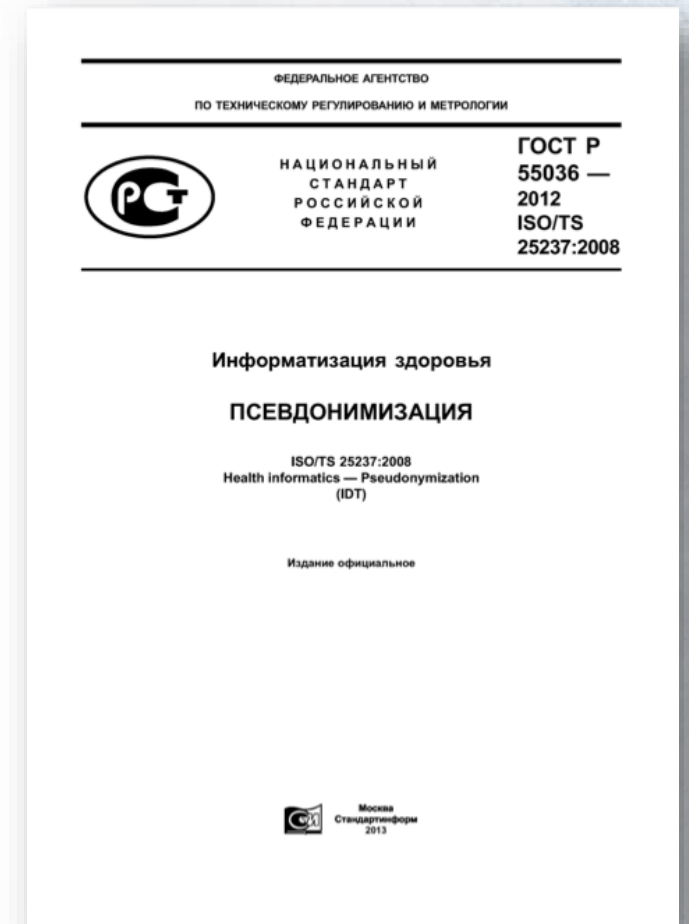 ФЕДЕРАЛЬНОЕ АГЕНТСТВО
ПО ТЕХНИЧЕСКОМУ РЕГУЛИРОВАНИЮ И МЕТРОЛОГИИ
РСТ
НАЦИОНАЛЬНЫЙ
СТАНДАРТ
РОССИЙСКОЙ
ФЕДЕРАЦИИ
ГОСТ Р
55036 —
2012
ISO/TS
25237:2008
Информатизация здоровья
ПСЕВДОНИМИЗАЦИЯ
ISO/TS 25237:2008
Health informatics — Pseudonymization
(IDT)
Издание официальное
Москва
Стандартинформ
2013